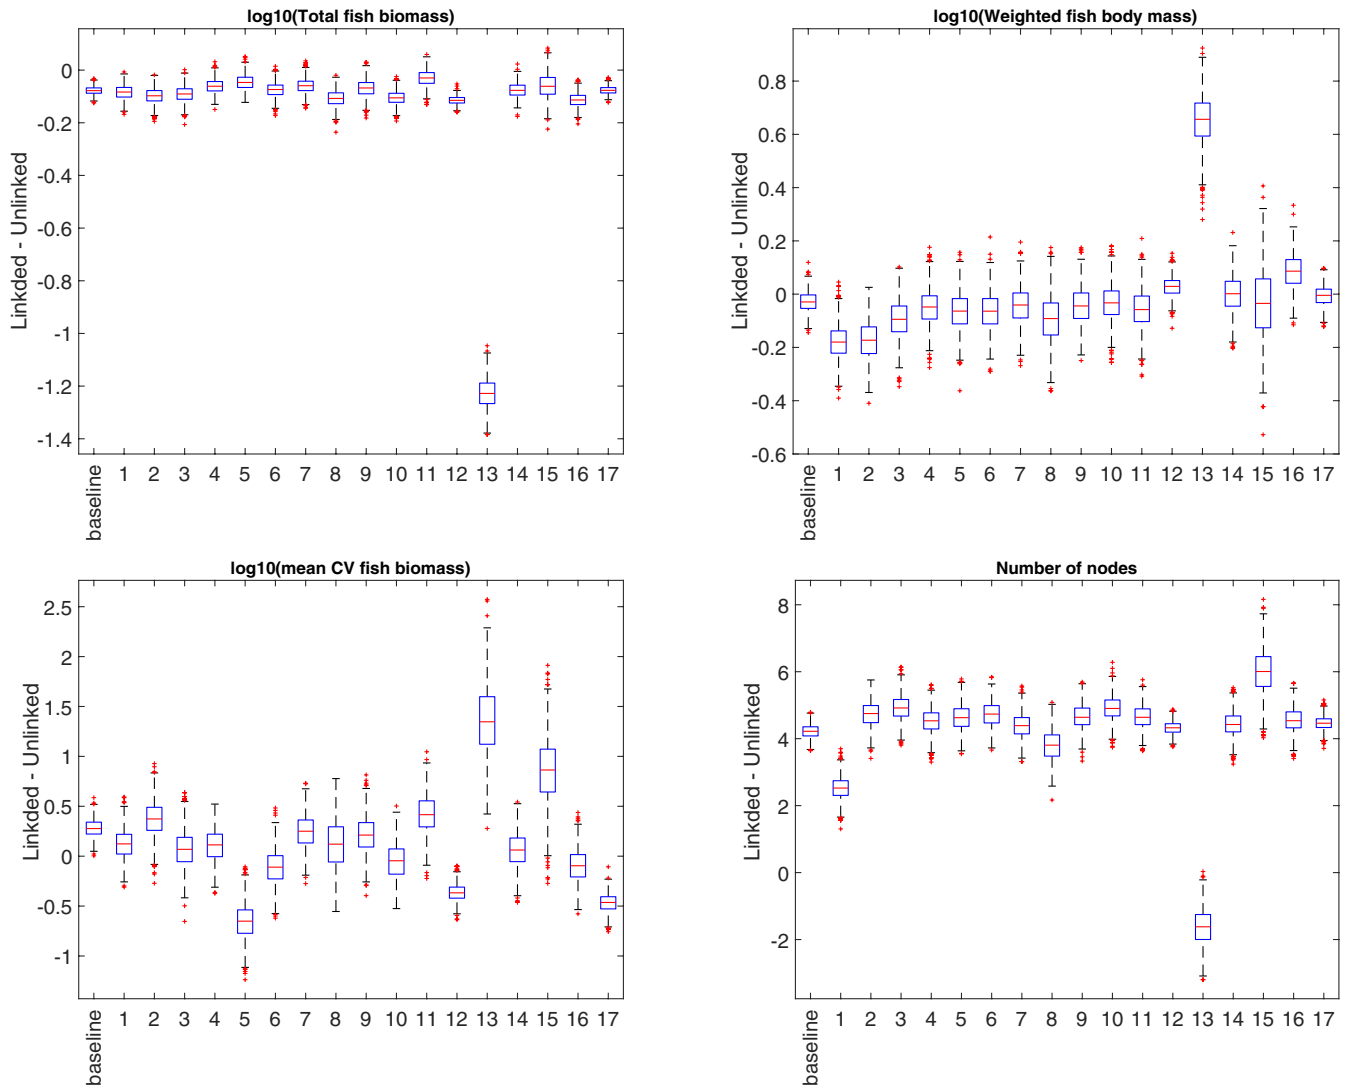 log10(Total fish biomass)
Linkded - Unlinked
0
-0.2
-0.4
-0.6
-0.8
-1
-1.2
-1.4
baseline 1 2 3 4 5 6 7 8 9 10 11 12 13 14 15 16 17
log10(Weighted fish body mass)
Linkded - Unlinked
0.8
0.6
0.4
0.2
0
-0.2
-0.4
-0.6
baseline 1 2 3 4 5 6 7 8 9 10 11 12 13 14 15 16 17
log10(mean CV fish biomass)
Linkded - Unlinked
2.5
2
1.5
1
0.5
0
-0.5
-1
baseline 1 2 3 4 5 6 7 8 9 10 11 12 13 14 15 16 17
Number of nodes
Linkded - Unlinked
8
6
4
2
0
-2
baseline 1 2 3 4 5 6 7 8 9 10 11 12 13 14 15 16 17